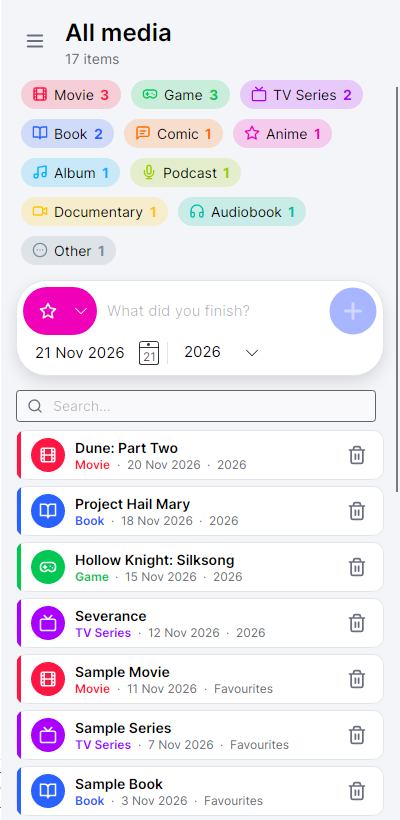 All media
17 items
Movie 3
Game 3
TV Series 2
Book 2
Comic 1
Anime 1
Album 1
Podcast 1
Documentary 1
Audiobook 1
Other 1
What did you finish?
21 Nov 2026 21 2026
Search...
Dune: Part Two
Movie · 20 Nov 2026 · 2026
Project Hail Mary
Book · 18 Nov 2026 · 2026
Hollow Knight: Silksong
Game · 15 Nov 2026 · 2026
Severance
TV Series · 12 Nov 2026 · 2026
Sample Movie
Movie · 11 Nov 2026 · Favourites
Sample Series
TV Series · 7 Nov 2026 · Favourites
Sample Book
Book · 3 Nov 2026 · Favourites